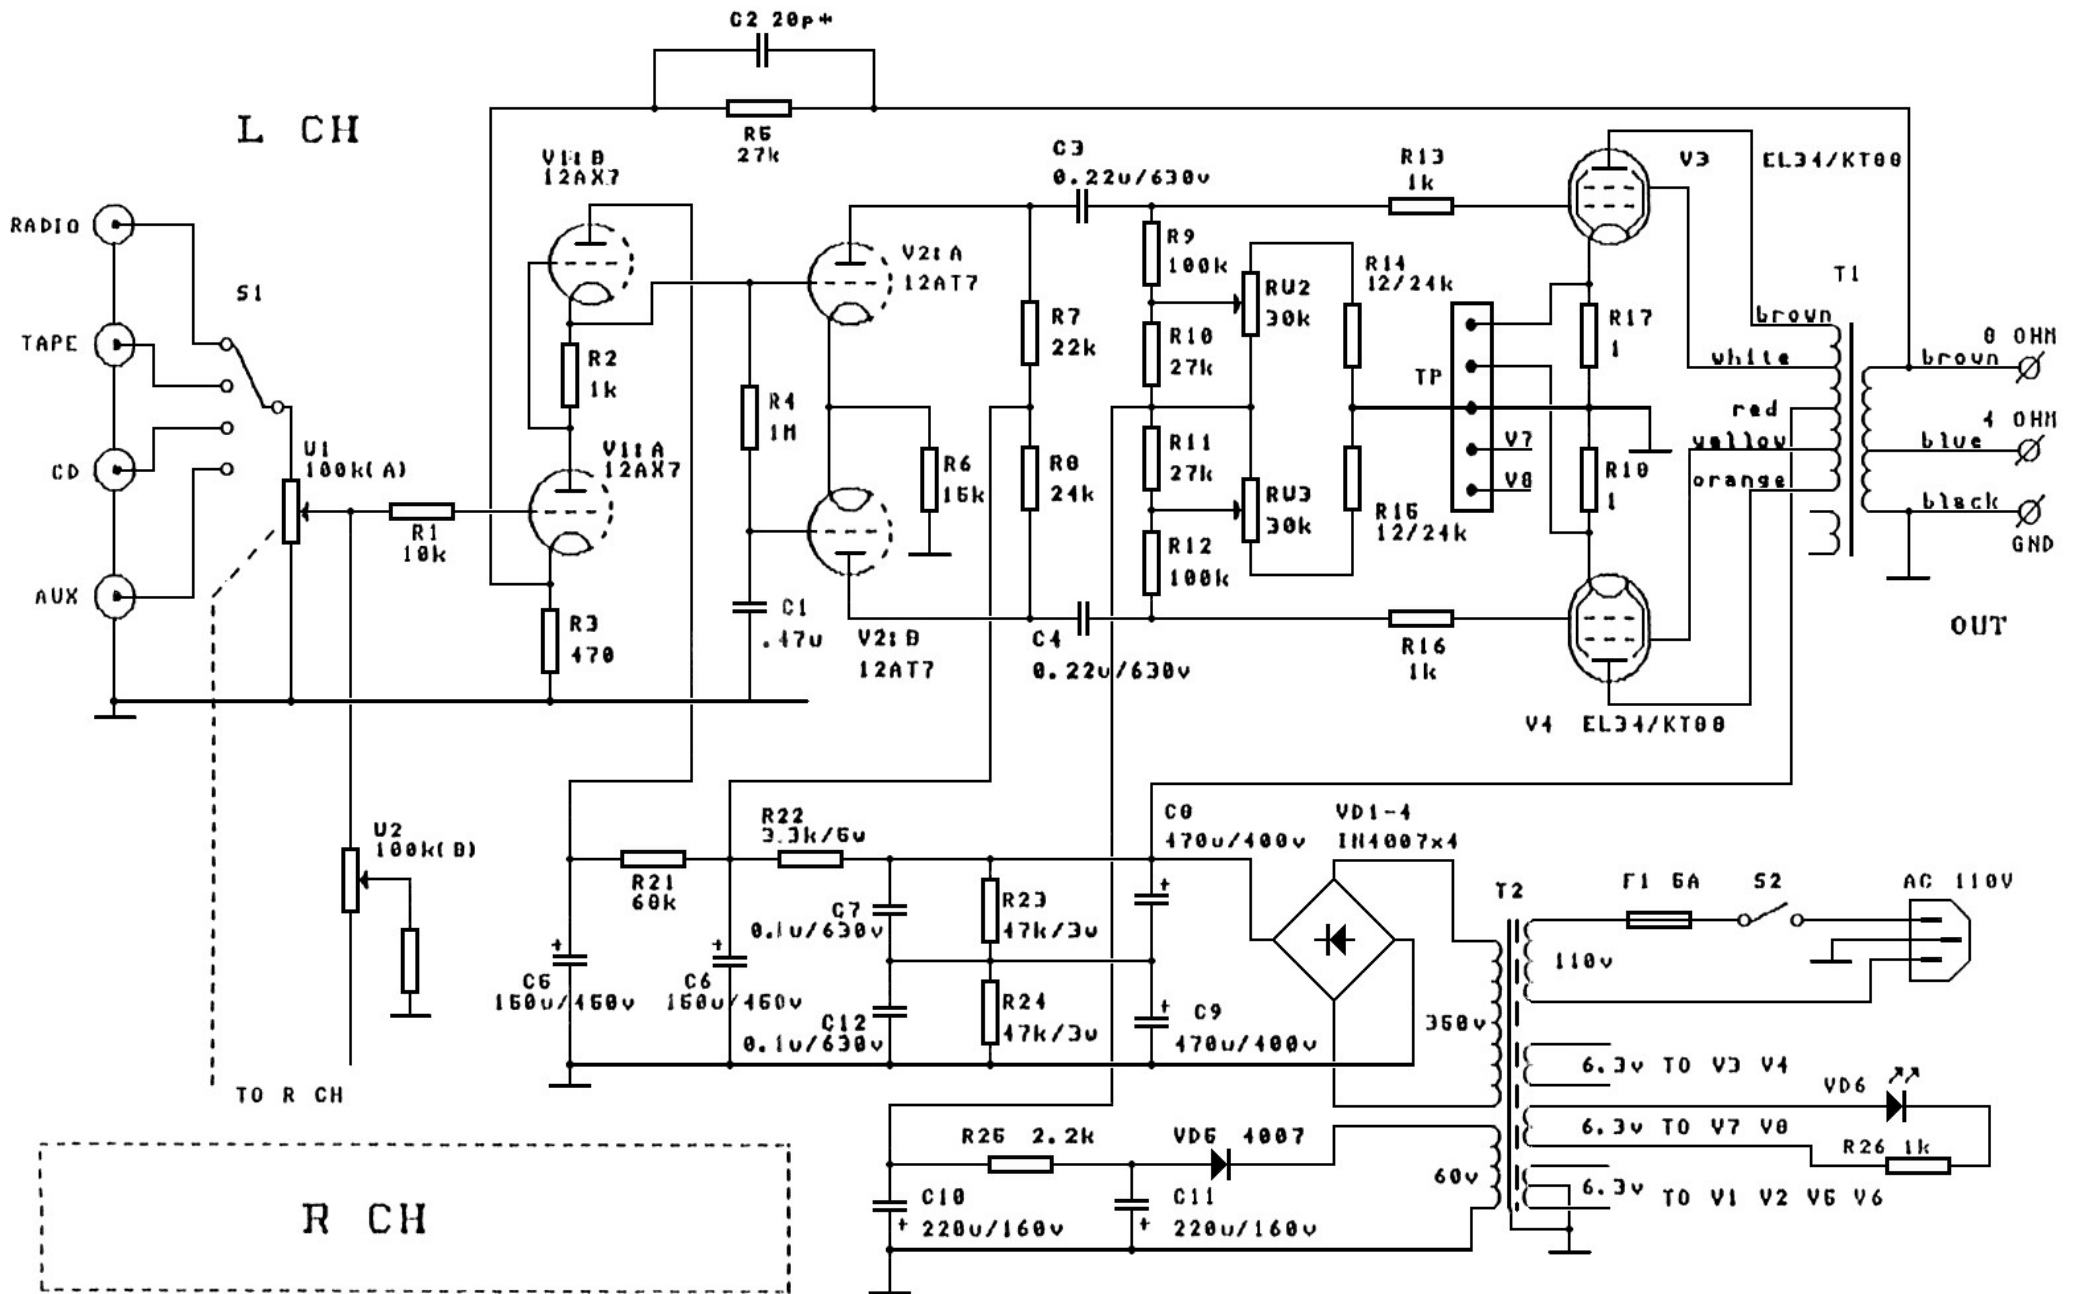 C2 20p*
L CH
R5
27k
V1:B
12AX7
C3
0.22u/630v
R13
1k
V3
EL34/KT88
RADIO
TAPE
CD
AUX
S1
U1
100k(A)
R1
10k
R2
1k
V1:A
12AX7
R3
470
R4
1M
C1
.47u
V2:A
12AT7
R6
15k
V2:B
12AT7
R7
22k
R8
24k
C4
0.22u/630v
R9
100k
R10
27k
R11
27k
R12
100k
RW2
30k
RW3
30k
R14
12/24k
R15
12/24k
TP
V7
V8
R17
1
R18
1
R16
1k
V4 EL34/KT88
T1
brown
white
red
yellow
orange
8 OHM
brown
4 OHM
blue
black
GND
OUT
U2
100k(B)
TO R CH
R CH
R21
68k
R22
3.3k/5w
C5
150u/450v
C6
150u/450v
C7
0.1u/630v
C12
0.1u/630v
R23
47k/3w
R24
47k/3w
C8
470u/400v
C9
470u/400v
VD1-4
IN4007x4
T2
350v
60v
110v
F1 5A
S2
AC 110V
6.3v TO V3 V4
6.3v TO V7 V8
6.3v TO V1 V2 V5 V6
VD6
R26 1k
R25 2.2k
VD5 4007
C10
220u/160v
C11
220u/160v